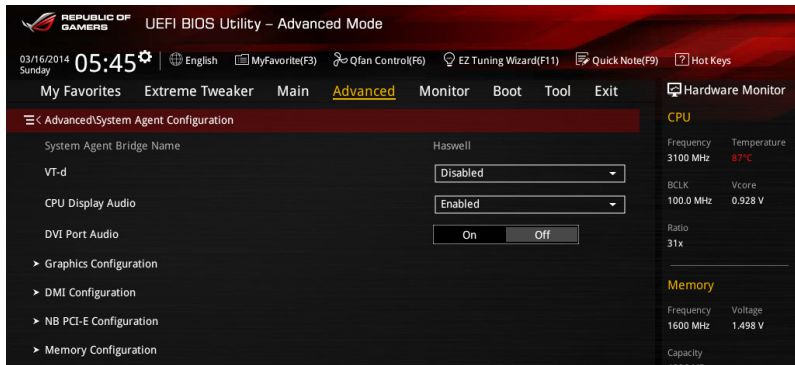 REPUBLIC OF GAMERS UEFI BIOS Utility – Advanced Mode
03/16/2014 Sunday 05:45 English MyFavorite(F3) Qfan Control(F6) EZ Tuning Wizard(F11) Quick Note(F9) ? Hot Keys
My Favorites Extreme Tweaker Main Advanced Monitor Boot Tool Exit
Advanced\System Agent Configuration
System Agent Bridge Name Haswell
VT-d Disabled
CPU Display Audio Enabled
DVI Port Audio On Off
> Graphics Configuration
> DMI Configuration
> NB PCI-E Configuration
> Memory Configuration
Hardware Monitor
CPU
Frequency Temperature
3100 MHz 87°C
BCLK Vcore
100.0 MHz 0.928 V
Ratio
31x
Memory
Frequency Voltage
1600 MHz 1.498 V
Capacity